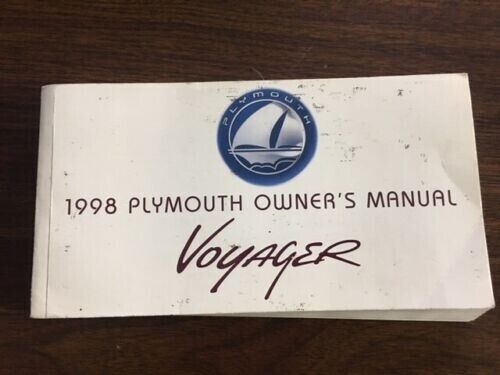 PLYMOUTH
1998 PLYMOUTH OWNER'S MANUAL
VOYAGER